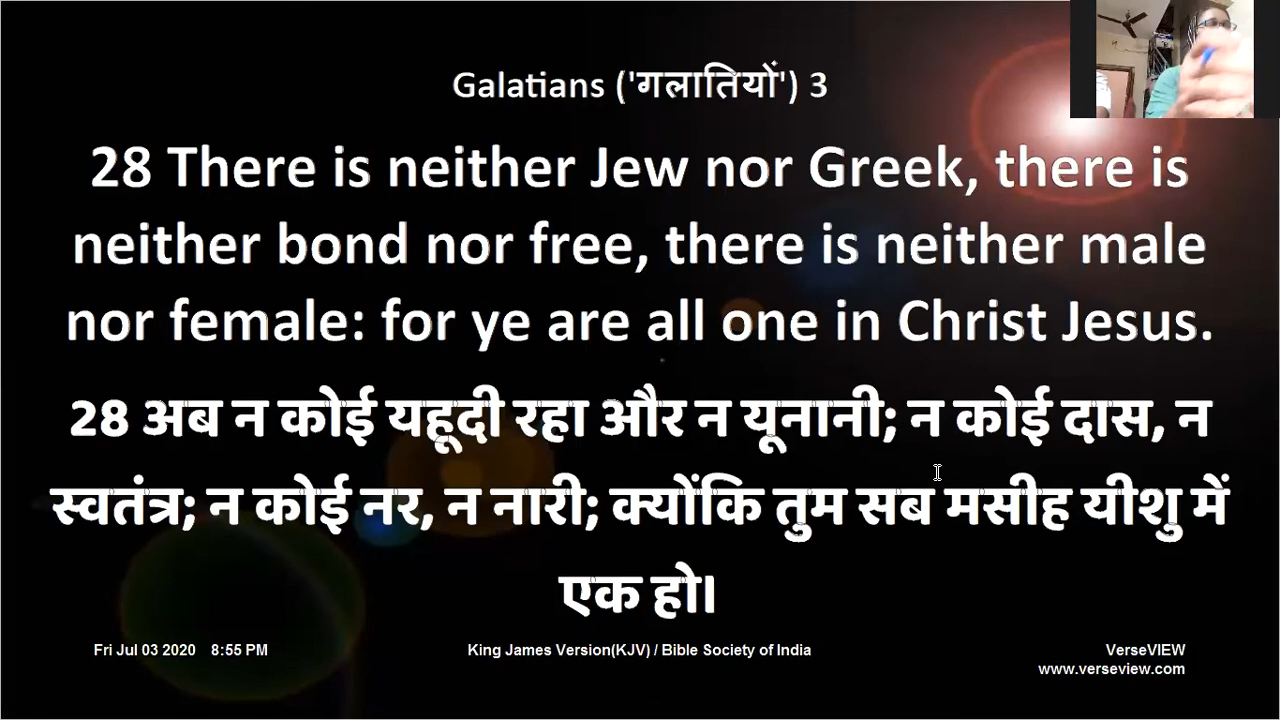 Galatians ('गलातियों') 3
28 There is neither Jew nor Greek, there is
neither bond nor free, there is neither male
nor female: for ye are all one in Christ Jesus.
28 अब न कोई यहूदी रहा और न यूनानी; न कोई दास, न
स्वतंत्र; न कोई नर, न नारी; क्योंकि तुम सब मसीह यीशु में
एक हो।
Fri Jul 03 2020 8:55 PM
King James Version(KJV) / Bible Society of India
VerseVIEW
www.verseview.com